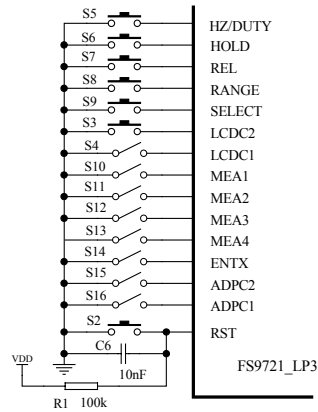 S5 HZ/DUTY
S6 HOLD
S7 REL
S8 RANGE
S9 SELECT
S3 LCDC2
S4 LCDC1
S10 MEA1
S11 MEA2
S12 MEA3
S13 MEA4
S14 ENTX
S15 ADPC2
S16 ADPC1
S2 RST
C6
VDD
10nF
FS9721_LP3
R1 100k